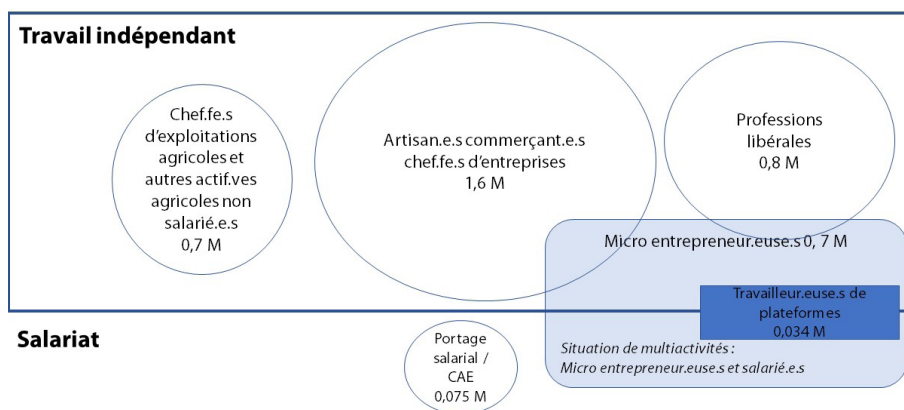 Travail indépendant
Chef.fe.s
d'exploitations
agricoles et
autres actif.ves
agricoles non
salarié.e.s
0,7 M
Artisan.e.s commerçant.e.s
chef.fe.s d'entreprises
1,6 M
Professions
libérales
0,8 M
Micro entrepreneur.euse.s 0, 7 M
Travailleur.euse.s de
plateformes
0,034 M
Situation de multiactivités :
Micro entrepreneur.euse.s et salarié.e.s
Salariat
Portage
salarial /
CAE
0,075 M